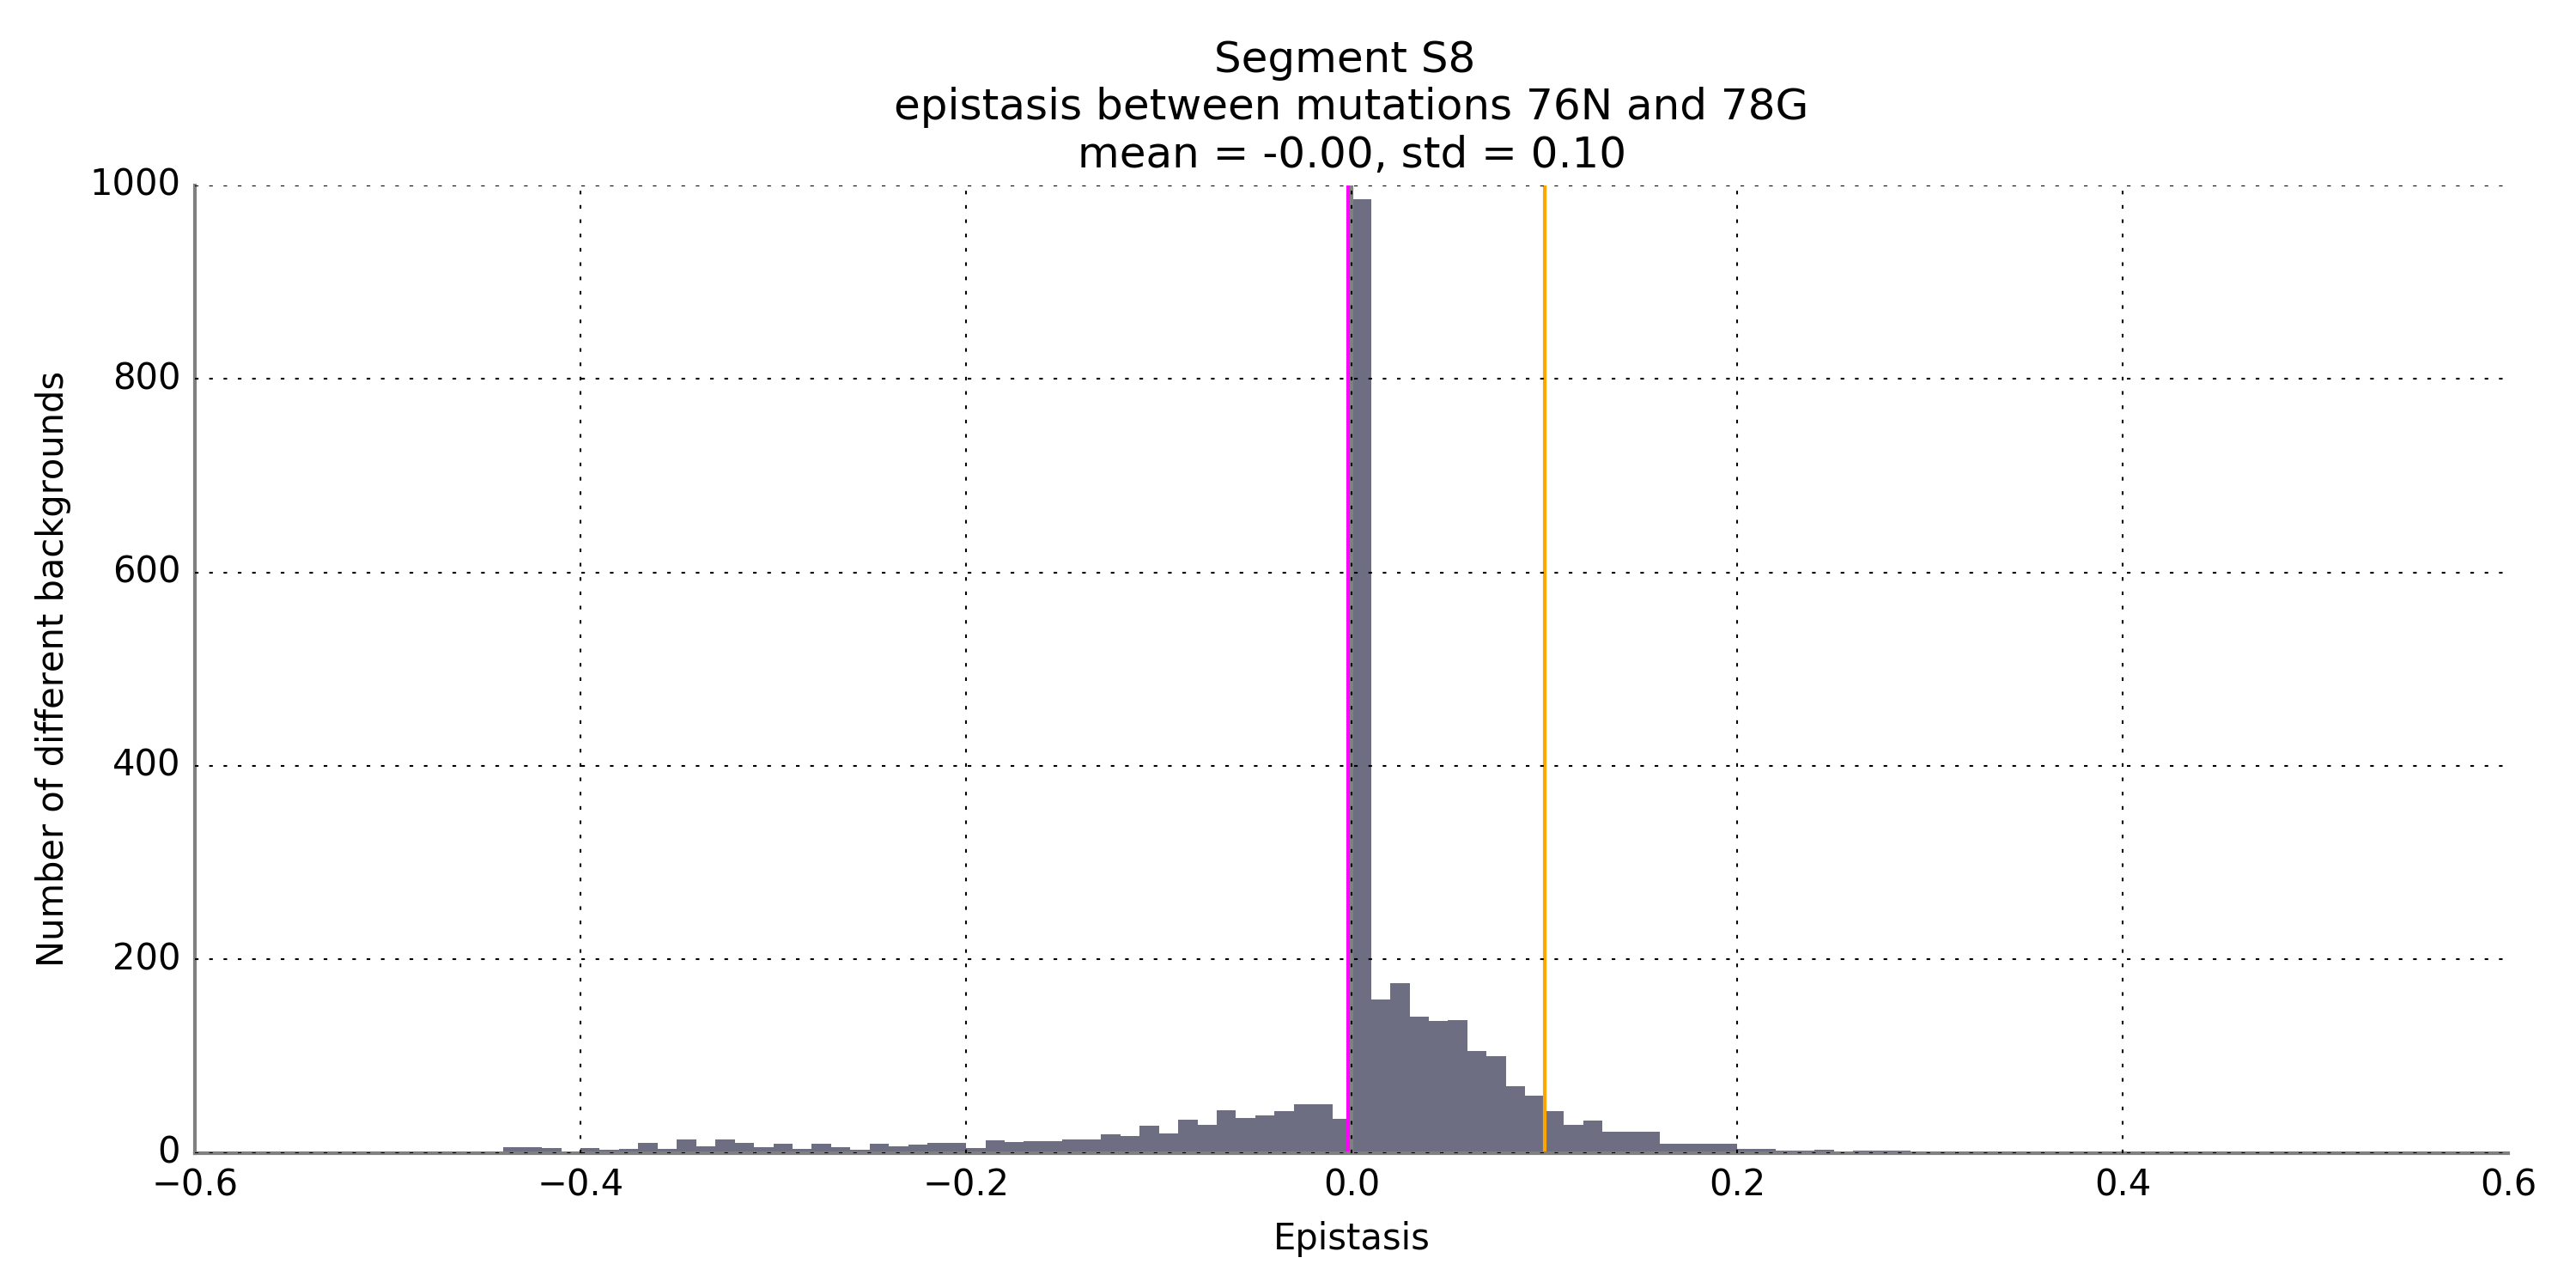 Segment S8
epistasis between mutations 76N and 78G
mean = -0.00, std = 0.10
1000
800
600
400
200
0
Number of different backgrounds
−0.6 −0.4 −0.2 0.0 0.2 0.4 0.6
Epistasis